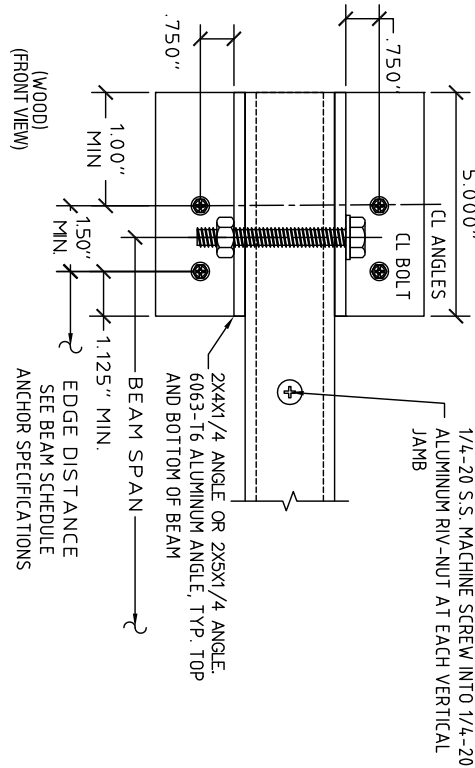 1/4-20 S.S. MACHINE SCREW INTO 1/4-20
ALUMINUM RIV-NUT AT EACH VERTICAL
JAMB
5.000"
CL ANGLES
CL BOLT
.750"
.750"
2X4X1/4 ANGLE OR 2X5X1/4 ANGLE.
6063-T6 ALUMINUM ANGLE, TYP. TOP
AND BOTTOM OF BEAM
1.00"
MIN
1.50"
MIN.
1.125" MIN.
BEAM SPAN
EDGE DISTANCE
SEE BEAM SCHEDULE
ANCHOR SPECIFICATIONS
(WOOD)
(FRONT VIEW)